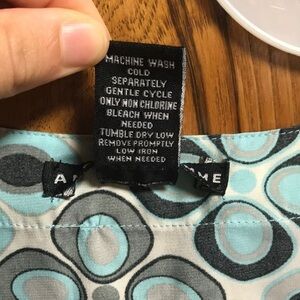 MACHINE WASH
COLD
SEPARATELY
GENTLE CYCLE
ONLY NON CHLORINE
BLEACH WHEN
NEEDED
TUMBLE DRY LOW
REMOVE PROMPTLY
LOW IRON
WHEN NEEDED